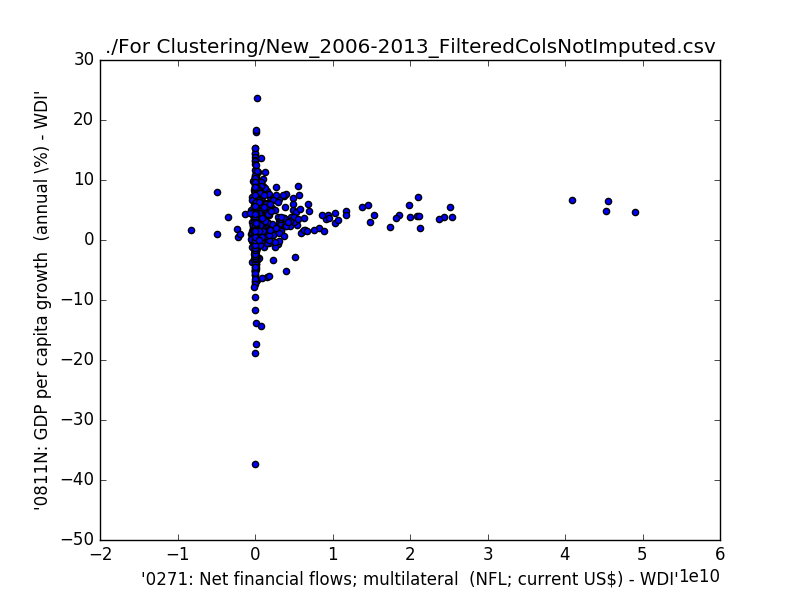 ./For Clustering/New_2006-2013_FilteredColsNotImputed.csv
30
20
10
0
−10
−20
−30
−40
−50
'0811N: GDP per capita growth  (annual \%) - WDI'
−2 −1 0 1 2 3 4 5 6
1e10
'0271: Net financial flows; multilateral  (NFL; current US$) - WDI'